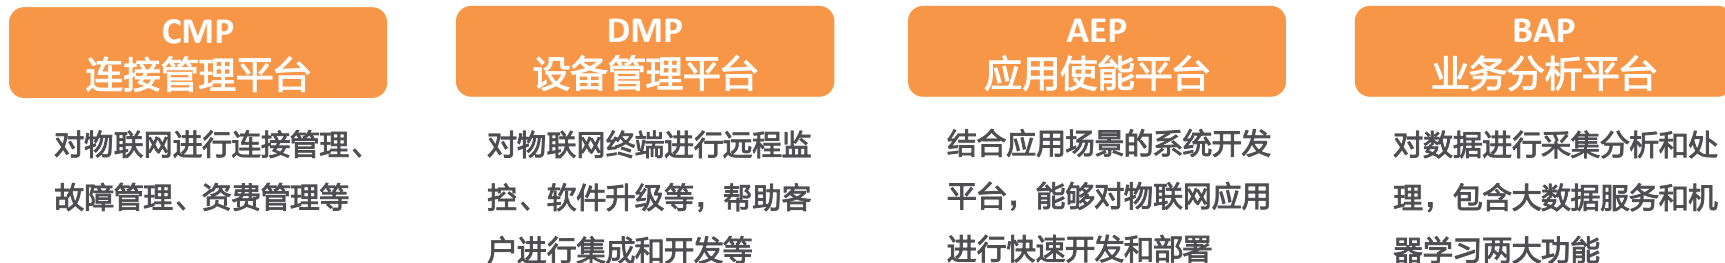 CMP
连接管理平台
对物联网进行连接管理、
故障管理、资费管理等
DMP
设备管理平台
对物联网终端进行远程监
控、软件升级等，帮助客
户进行集成和开发等
AEP
应用使能平台
结合应用场景的系统开发
平台，能够对物联网应用
进行快速开发和部署
BAP
业务分析平台
对数据进行采集分析和处
理，包含大数据服务和机
器学习两大功能